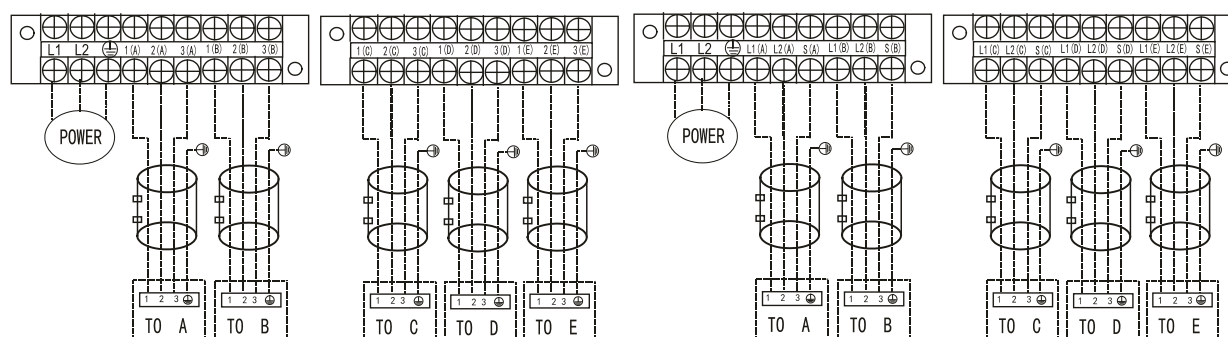 L1 L2 1(A) 2(A) 3(A) 1(B) 2(B) 3(B)
POWER
1 2 3
TO A
1 2 3
TO B
1(C) 2(C) 3(C) 1(D) 2(D) 3(D) 1(E) 2(E) 3(E)
1 2 3
TO C
1 2 3
TO D
1 2 3
TO E
L1 L2 L1(A) L2(A) S(A) L1(B) L2(B) S(B)
POWER
1 2 3
TO A
1 2 3
TO B
L1(C) L2(C) S(C) L1(D) L2(D) S(D) L1(E) L2(E) S(E)
1 2 3
TO C
1 2 3
TO D
1 2 3
TO E